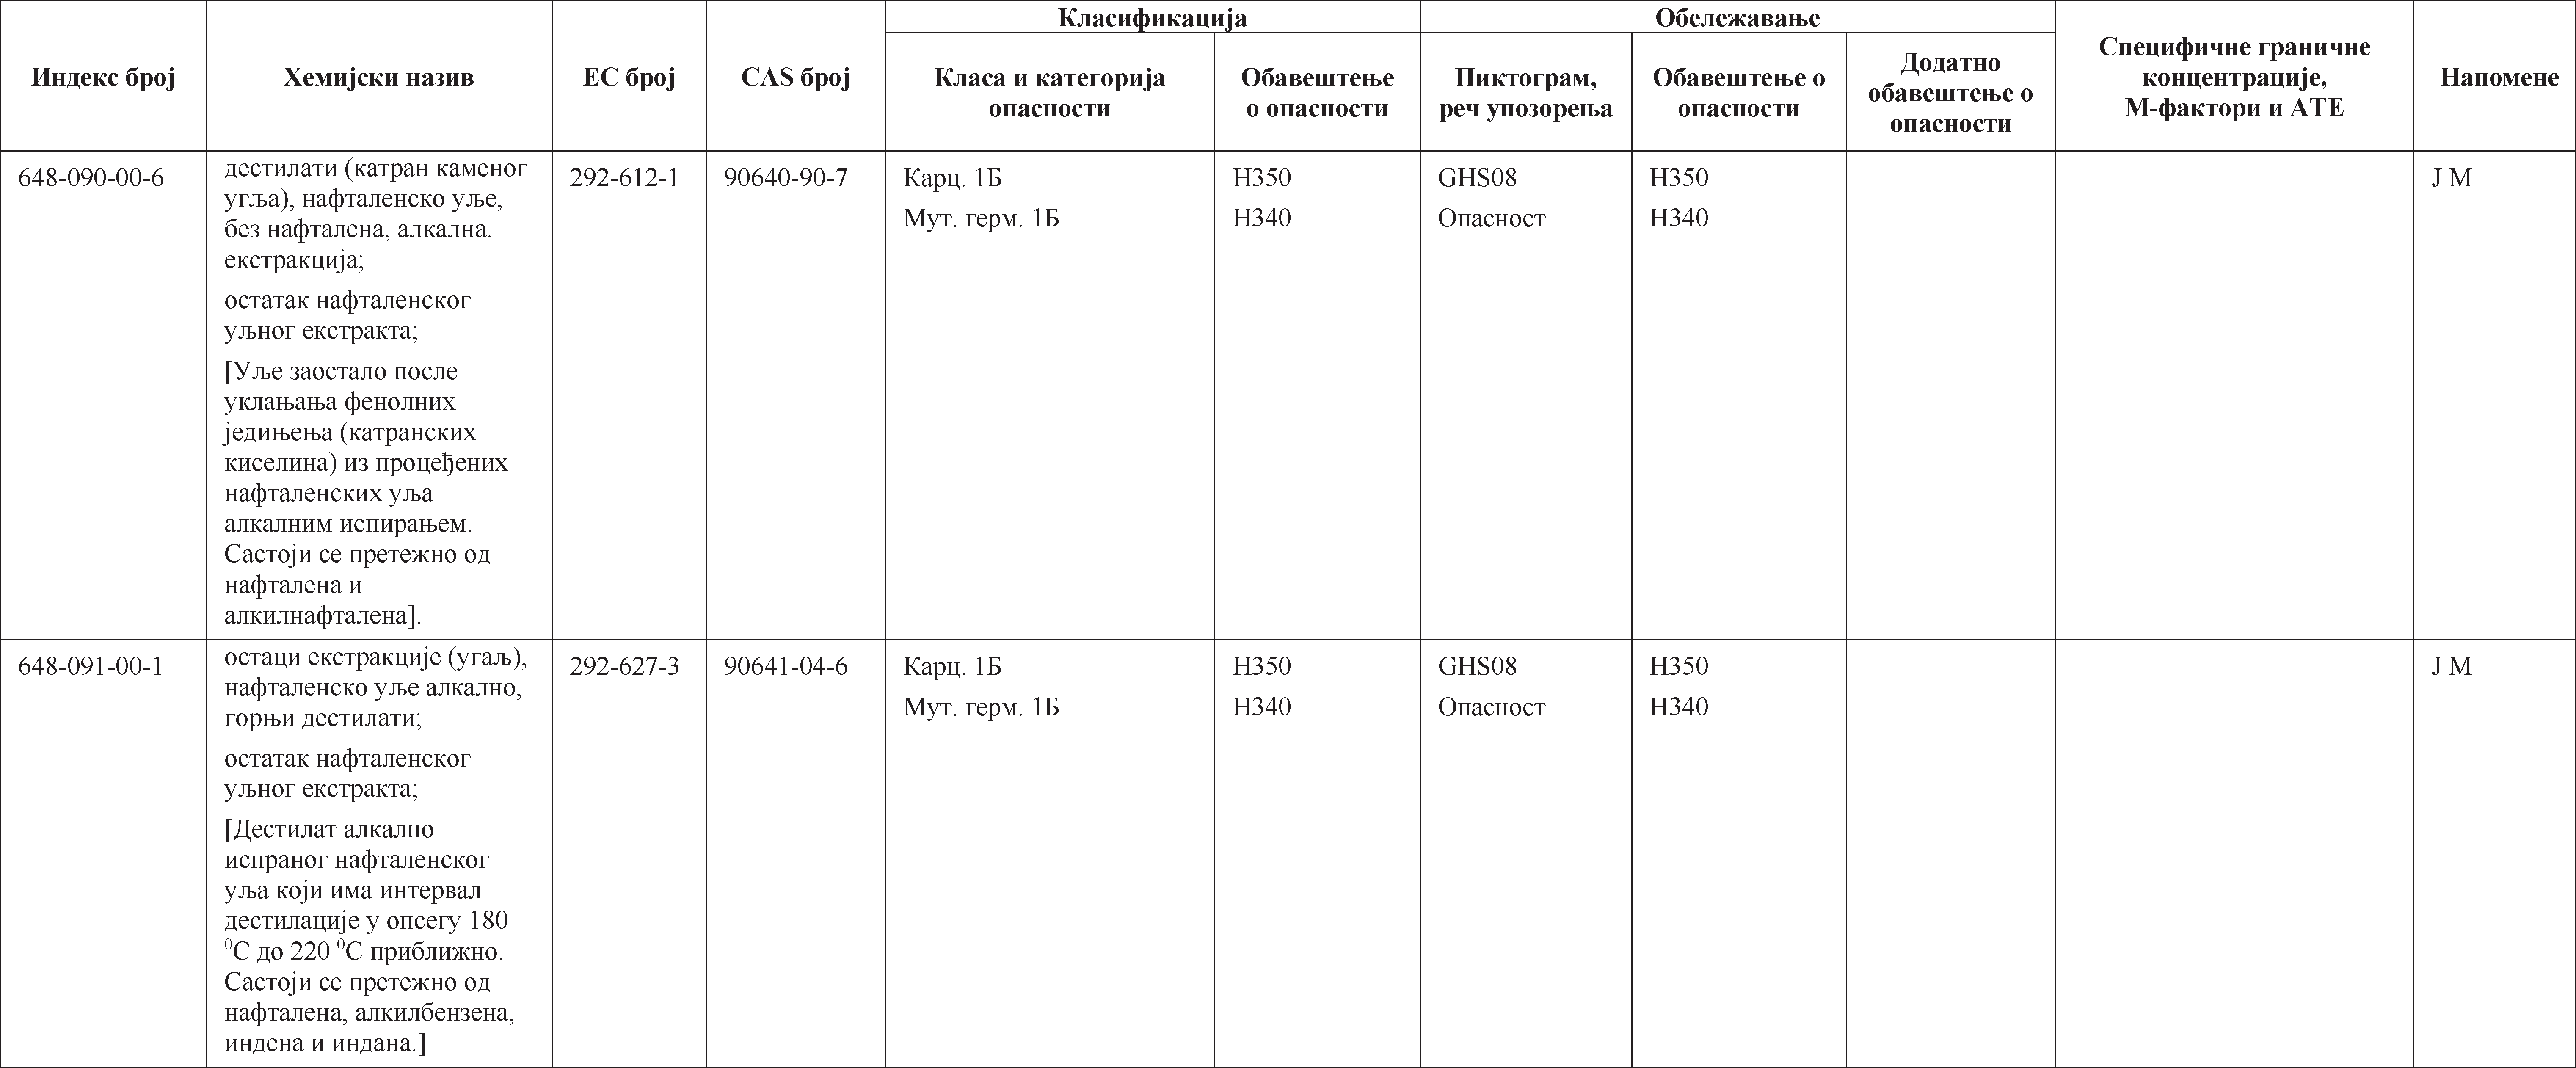 Класификација
Обележавање
Индекс број
Хемијски назив
ЕС број
CAS број
Класа и категорија
опасности
Обавештење
о опасности
Пиктограм,
реч упозорења
Обавештење о
опасности
Додатно
обавештење о
опасности
Специфичне граничне
концентрације,
М-фактори и АТЕ
Напомене
648-090-00-6
дестилати (катран каменог
угља), нафталенско уље,
без нафталена, алкална.
екстракција;
остатак нафталенског
уљног екстракта;
[Уље заостало после
уклањања фенолних
једињења (катранских
киселина) из процеђених
нафталенских уља
алкалним испирањем.
Састоји се претежно од
нафталена и
алкилнафталена].
292-612-1
90640-90-7
Карц. 1Б
Мут. герм. 1Б
H350
H340
GHS08
Опасност
H350
H340
J M
648-091-00-1
остаци екстракције (угаљ),
нафталенско уље алкално,
горњи дестилати;
остатак нафталенског
уљног екстракта;
[Дестилат алкално
испраног нафталенског
уља који има интервал
дестилације у опсегу 180
⁰C до 220 ⁰C приближно.
Састоји се претежно од
нафталена, алкилбензена,
индена и индана.]
292-627-3
90641-04-6
Карц. 1Б
Мут. герм. 1Б
H350
H340
GHS08
Опасност
H350
H340
J M